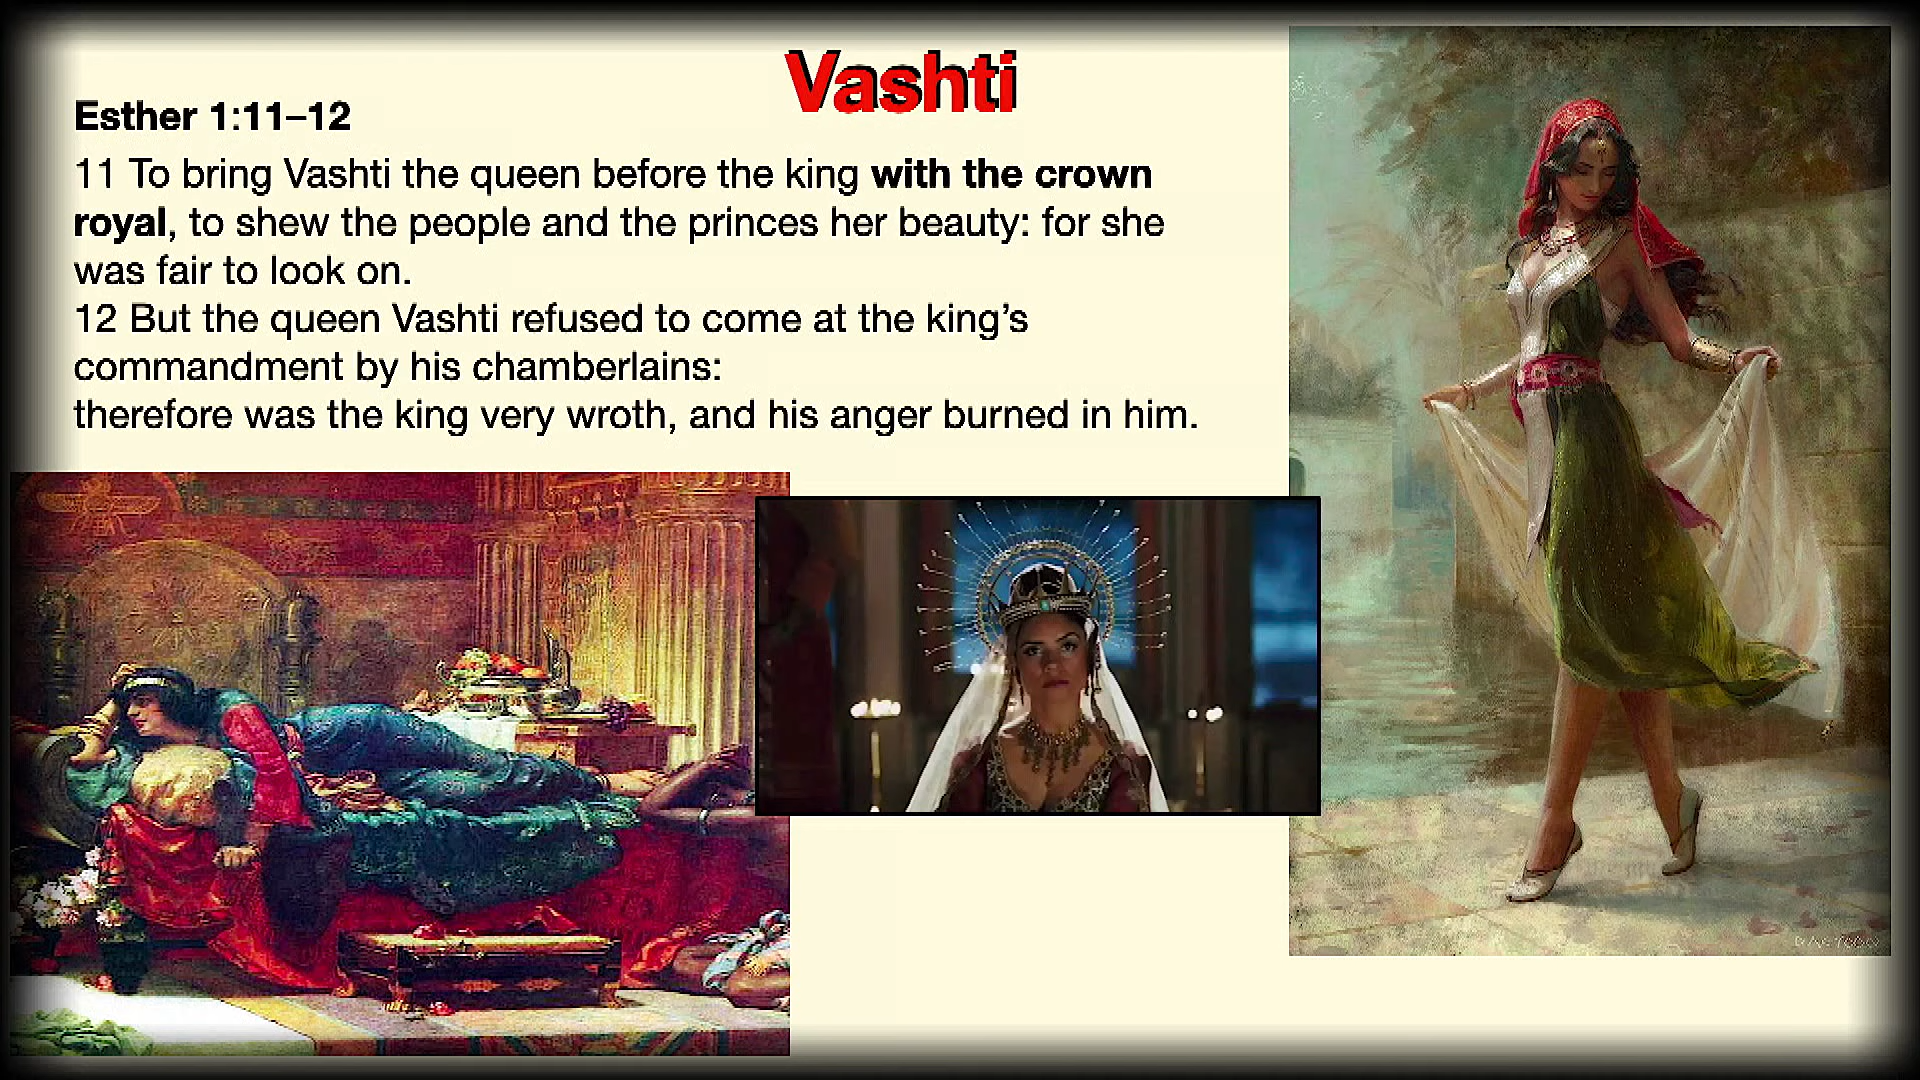 Vashti
Esther 1:11–12
11 To bring Vashti the queen before the king with the crown
royal, to shew the people and the princes her beauty: for she
was fair to look on.
12 But the queen Vashti refused to come at the king’s
commandment by his chamberlains:
therefore was the king very wroth, and his anger burned in him.